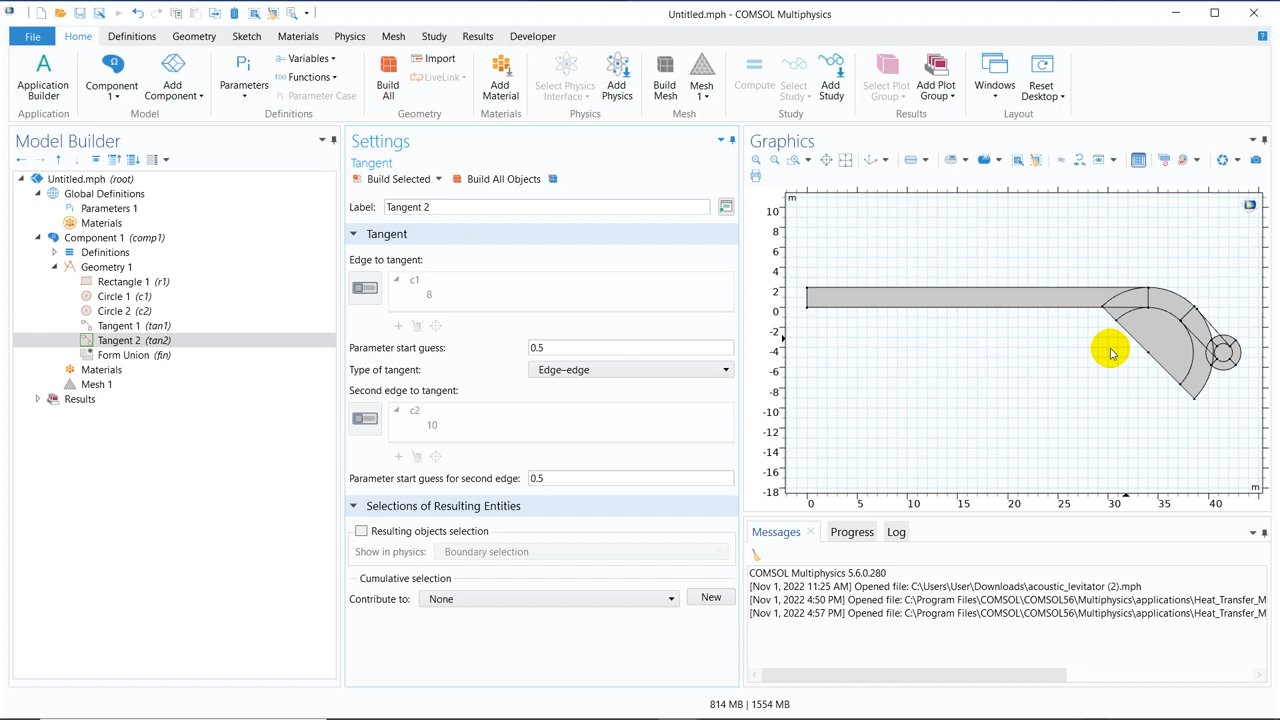 Untitled.mph - COMSOL Multiphysics
File Home Definitions Geometry Sketch Materials Physics Mesh Study Results Developer
Application Builder
Component 1
Add Component
Pi Parameters
a= Variables
f(x) Functions
Parameter Case
Build All
Import
LiveLink
Add Material
Select Physics Interface
Add Physics
Build Mesh
Mesh 1
Compute
Select Study
Add Study
Select Plot Group
Add Plot Group
Windows
Reset Desktop
Application Model Definitions Geometry Materials Physics Mesh Study Results Layout
Model Builder
Untitled.mph (root)
Global Definitions
Pi Parameters 1
Materials
Component 1 (comp1)
Definitions
Geometry 1
Rectangle 1 (r1)
Circle 1 (c1)
Circle 2 (c2)
Tangent 1 (tan1)
Tangent 2 (tan2)
Form Union (fin)
Materials
Mesh 1
Results
Settings
Tangent
Build Selected Build All Objects
Label: Tangent 2
Tangent
Edge to tangent:
c1
8
Parameter start guess: 0.5
Type of tangent: Edge–edge
Second edge to tangent:
c2
10
Parameter start guess for second edge: 0.5
Selections of Resulting Entities
Resulting objects selection
Show in physics: Boundary selection
Cumulative selection
Contribute to: None New
Graphics
m
10
8
6
4
2
0
-2
-4
-6
-8
-10
-12
-14
-16
-18
m
0 5 10 15 20 25 30 35 40
Messages Progress Log
COMSOL Multiphysics 5.6.0.280
[Nov 1, 2022 11:25 AM] Opened file: C:\Users\User\Downloads\acoustic_levitator (2).mph
[Nov 1, 2022 4:50 PM] Opened file: C:\Program Files\COMSOL\COMSOL56\Multiphysics\applications\Heat_Transfer_M
[Nov 1, 2022 4:57 PM] Opened file: C:\Program Files\COMSOL\COMSOL56\Multiphysics\applications\Heat_Transfer_M
814 MB | 1554 MB